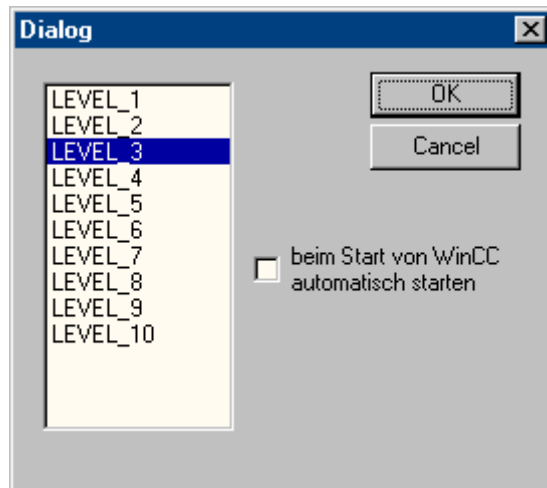 Dialog
LEVEL_1
LEVEL_2
LEVEL_3
LEVEL_4
LEVEL_5
LEVEL_6
LEVEL_7
LEVEL_8
LEVEL_9
LEVEL_10
OK
Cancel
beim Start von WinCC
automatisch starten